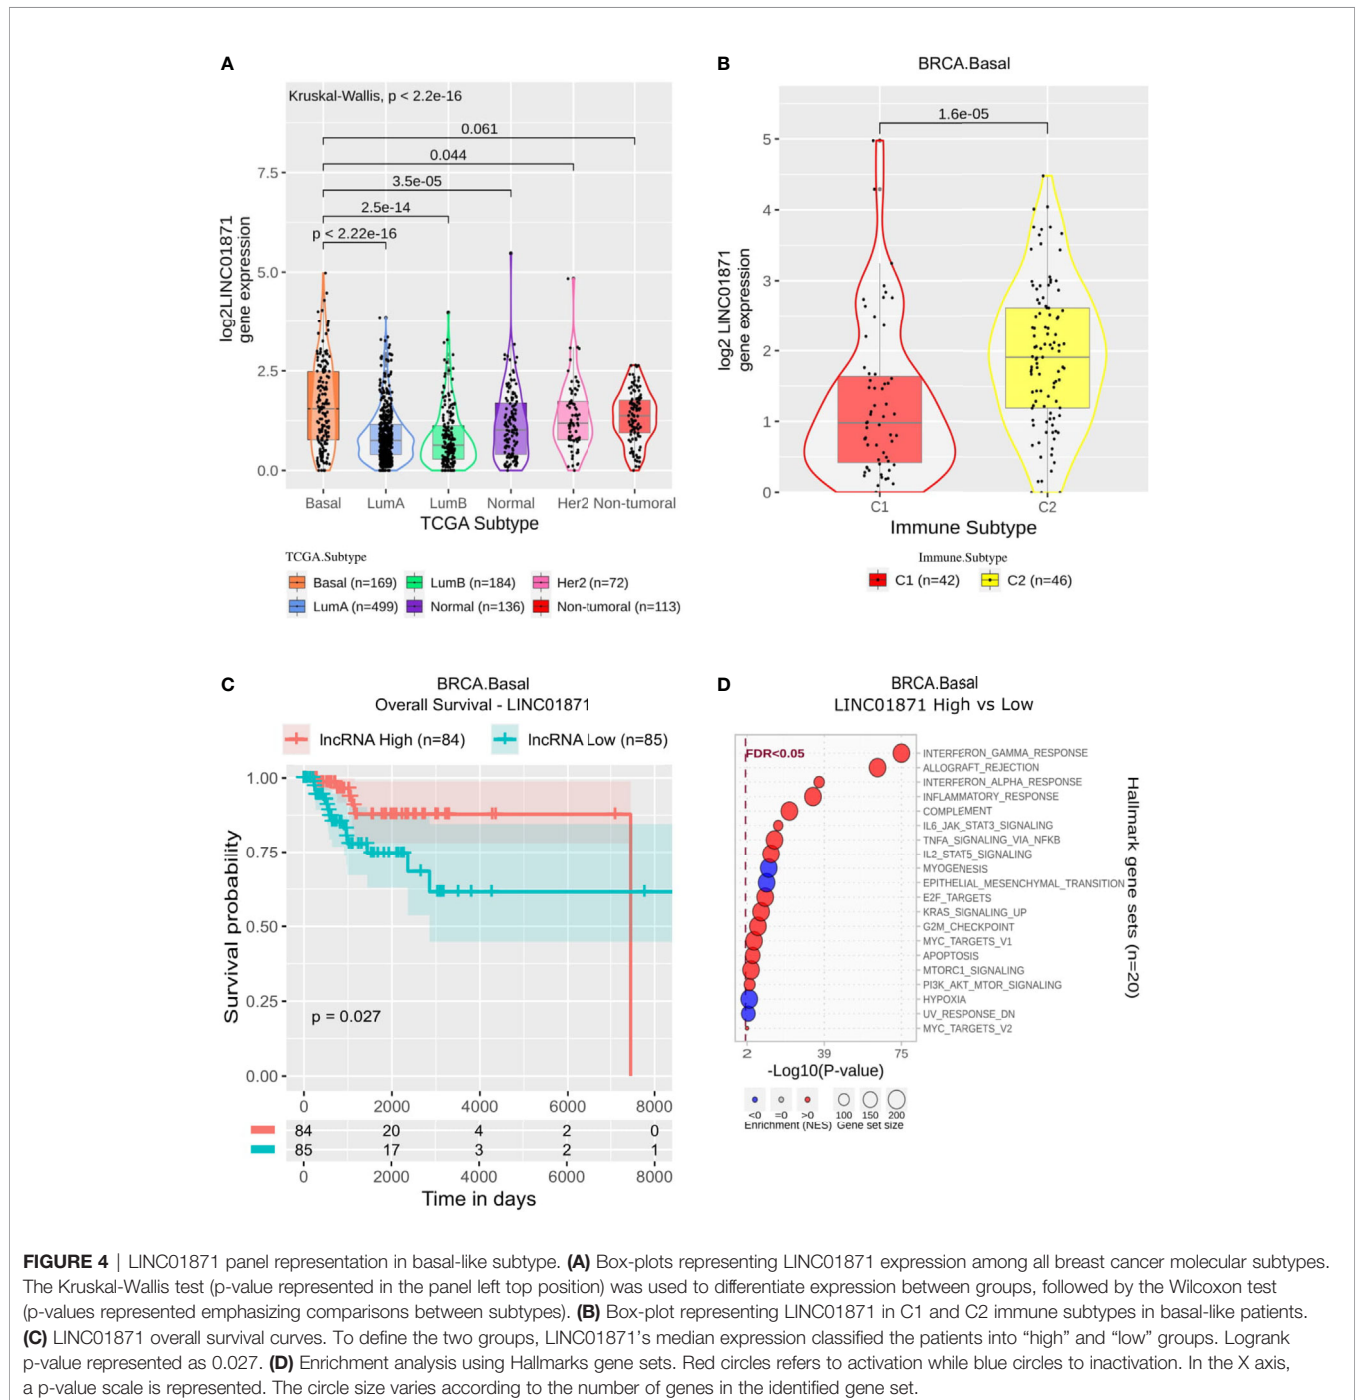 A
Kruskal-Wallis, p < 2.2e-16
0.061
0.044
3.5e-05
2.5e-14
p < 2.22e-16
7.5
5.0
2.5
0.0
log2LINC01871
gene expression
Basal LumA LumB Normal Her2 Non-tumoral
TCGA Subtype
TCGA.Subtype
Basal (n=169) LumB (n=184) Her2 (n=72)
LumA (n=499) Normal (n=136) Non-tumoral (n=113)
B
BRCA.Basal
1.6e-05
5
4
3
2
1
0
log2 LINC01871
gene expression
C1 C2
Immune Subtype
Immune.Subtype
C1 (n=42) C2 (n=46)
C
BRCA.Basal
Overall Survival - LINC01871
lncRNA High (n=84) lncRNA Low (n=85)
1.00
0.75
0.50
0.25
0.00
Survival probability
p = 0.027
0 2000 4000 6000 8000
84 20 4 2 0
85 17 3 2 1
0 2000 4000 6000 8000
Time in days
D
BRCA.Basal
LINC01871 High vs Low
FDR<0.05
INTERFERON_GAMMA_RESPONSE
ALLOGRAFT_REJECTION
INTERFERON_ALPHA_RESPONSE
INFLAMMATORY_RESPONSE
COMPLEMENT
IL6_JAK_STAT3_SIGNALING
TNFA_SIGNALING_VIA_NFKB
IL2_STAT5_SIGNALING
MYOGENESIS
EPITHELIAL_MESENCHYMAL_TRANSITION
E2F_TARGETS
KRAS_SIGNALING_UP
G2M_CHECKPOINT
MYC_TARGETS_V1
APOPTOSIS
MTORC1_SIGNALING
PI3K_AKT_MTOR_SIGNALING
HYPOXIA
UV_RESPONSE_DN
MYC_TARGETS_V2
Hallmark gene sets (n=20)
2 39 75
-Log10(P-value)
<0 =0 >0 100 150 200
Enrichment (NES) Gene set size
FIGURE 4 | LINC01871 panel representation in basal-like subtype. (A) Box-plots representing LINC01871 expression among all breast cancer molecular subtypes.
The Kruskal-Wallis test (p-value represented in the panel left top position) was used to differentiate expression between groups, followed by the Wilcoxon test
(p-values represented emphasizing comparisons between subtypes). (B) Box-plot representing LINC01871 in C1 and C2 immune subtypes in basal-like patients.
(C) LINC01871 overall survival curves. To define the two groups, LINC01871's median expression classified the patients into “high” and “low” groups. Logrank
p-value represented as 0.027. (D) Enrichment analysis using Hallmarks gene sets. Red circles refers to activation while blue circles to inactivation. In the X axis,
a p-value scale is represented. The circle size varies according to the number of genes in the identified gene set.